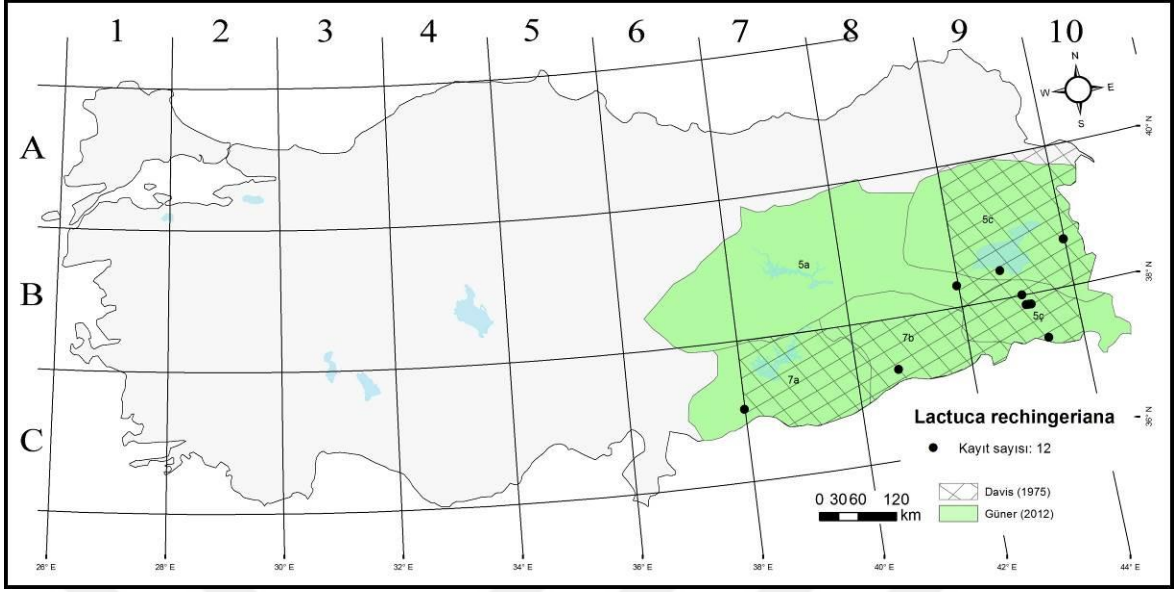 1 2 3 4 5 6 7 8 9 10
N
W E
S
A
40° N
5c
5a
38° N
B
5ç
7b
7a
36° N
Lactuca rechingeriana
C
Kayıt sayısı: 12
Davis (1975)
0 30 60 120
km
Güner (2012)
26° E 28° E 30° E 32° E 34° E 36° E 38° E 40° E 42° E 44° E